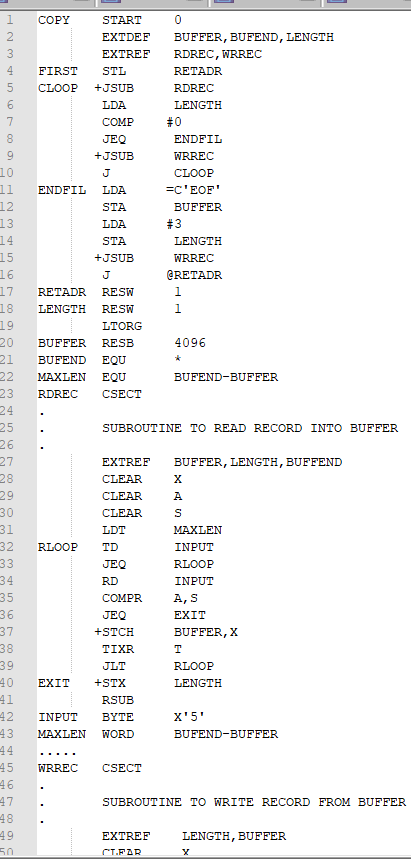 1 COPY START 0
2 EXTDEF BUFFER,BUFEND,LENGTH
3 EXTREF RDREC,WRREC
4 FIRST STL RETADR
5 CLOOP +JSUB RDREC
6 LDA LENGTH
7 COMP #0
8 JEQ ENDFIL
9 +JSUB WRREC
10 J CLOOP
11 ENDFIL LDA =C'EOF'
12 STA BUFFER
13 LDA #3
14 STA LENGTH
15 +JSUB WRREC
16 J @RETADR
17 RETADR RESW 1
18 LENGTH RESW 1
19 LTORG
20 BUFFER RESB 4096
21 BUFEND EQU *
22 MAXLEN EQU BUFEND-BUFFER
23 RDREC CSECT
24 .
25 . SUBROUTINE TO READ RECORD INTO BUFFER
26 .
27 EXTREF BUFFER,LENGTH,BUFFEND
28 CLEAR X
29 CLEAR A
30 CLEAR S
31 LDT MAXLEN
32 RLOOP TD INPUT
33 JEQ RLOOP
34 RD INPUT
35 COMPR A,S
36 JEQ EXIT
37 +STCH BUFFER,X
38 TIXR T
39 JLT RLOOP
40 EXIT +STX LENGTH
41 RSUB
42 INPUT BYTE X'5'
43 MAXLEN WORD BUFEND-BUFFER
44 .....
45 WRREC CSECT
46 .
47 . SUBROUTINE TO WRITE RECORD FROM BUFFER
48 .
49 EXTREF LENGTH,BUFFER
50 CLEAR X